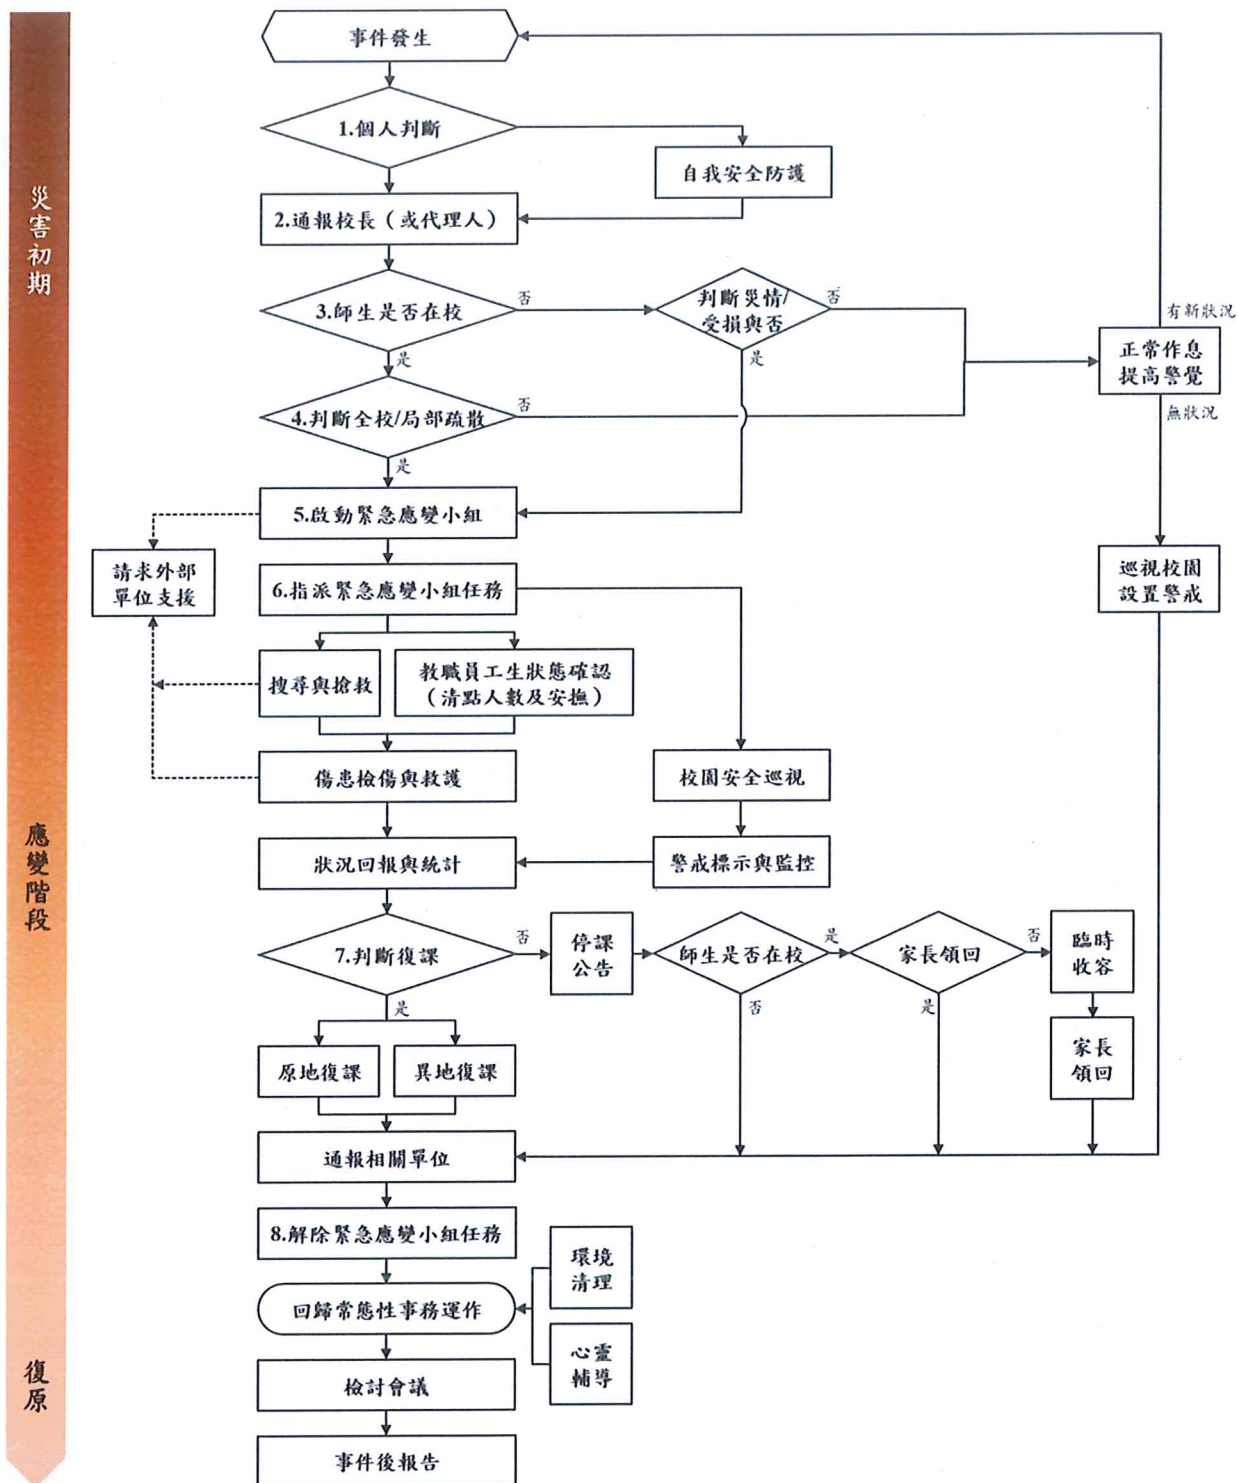 事件發生
1.個人判斷
自我安全防護
災害初期
2.通報校長（或代理人）
3.師生是否在校
否
是
判斷災情/
受損與否
否
是
有新狀況
正常作息
提高警覺
無狀況
4.判斷全校/局部疏散
否
是
5.啟動緊急應變小組
請求外部
單位支援
6.指派緊急應變小組任務
巡視校園
設置警戒
搜尋與搶救
教職員工生狀態確認
（清點人數及安撫）
傷患檢傷與救護
校園安全巡視
應變階段
狀況回報與統計
警戒標示與監控
7.判斷復課
否
是
停課
公告
師生是否在校
是
否
家長領回
否
是
臨時
收容
家長
領回
原地復課
異地復課
通報相關單位
8.解除緊急應變小組任務
環境
清理
回歸常態性事務運作
心靈
輔導
復原
檢討會議
事件後報告